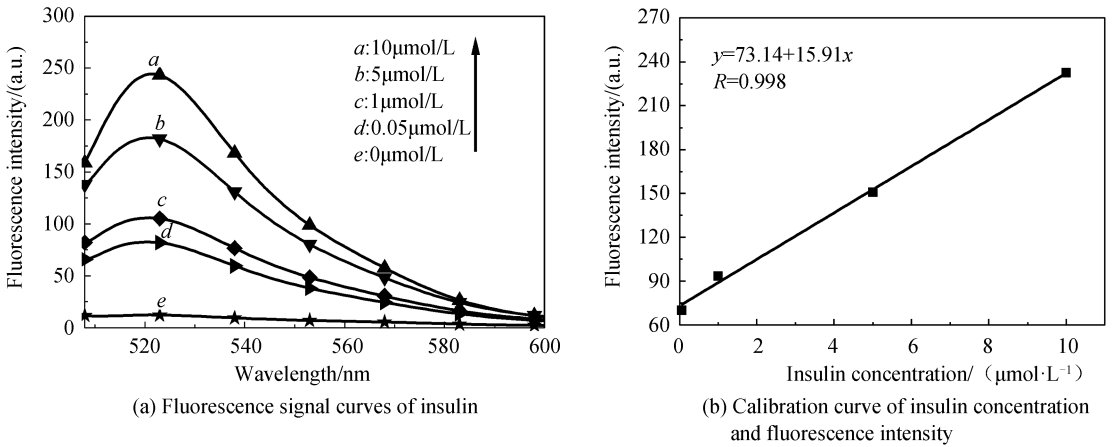 300
250
200
150
100
50
0
520
540
560
580
600
Fluorescence intensity/(a.u.)
Wavelength/nm
a
b
c
d
e
a:10μmol/L
b:5μmol/L
c:1μmol/L
d:0.05μmol/L
e:0μmol/L
(a) Fluorescence signal curves of insulin
270
240
210
180
150
120
90
60
0
2
4
6
8
10
Fluorescence intensity/(a.u.)
y=73.14+15.91x
R=0.998
Insulin concentration/（μmol·L⁻¹）
(b) Calibration curve of insulin concentration
and fluorescence intensity